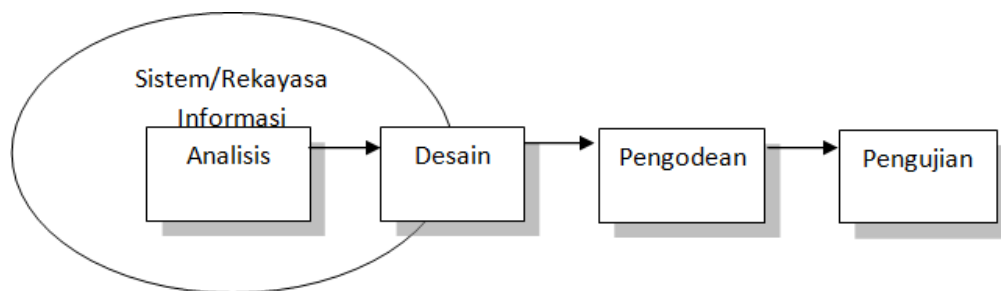 Sistem/Rekayasa
Informasi
Analisis
Desain
Pengodean
Pengujian